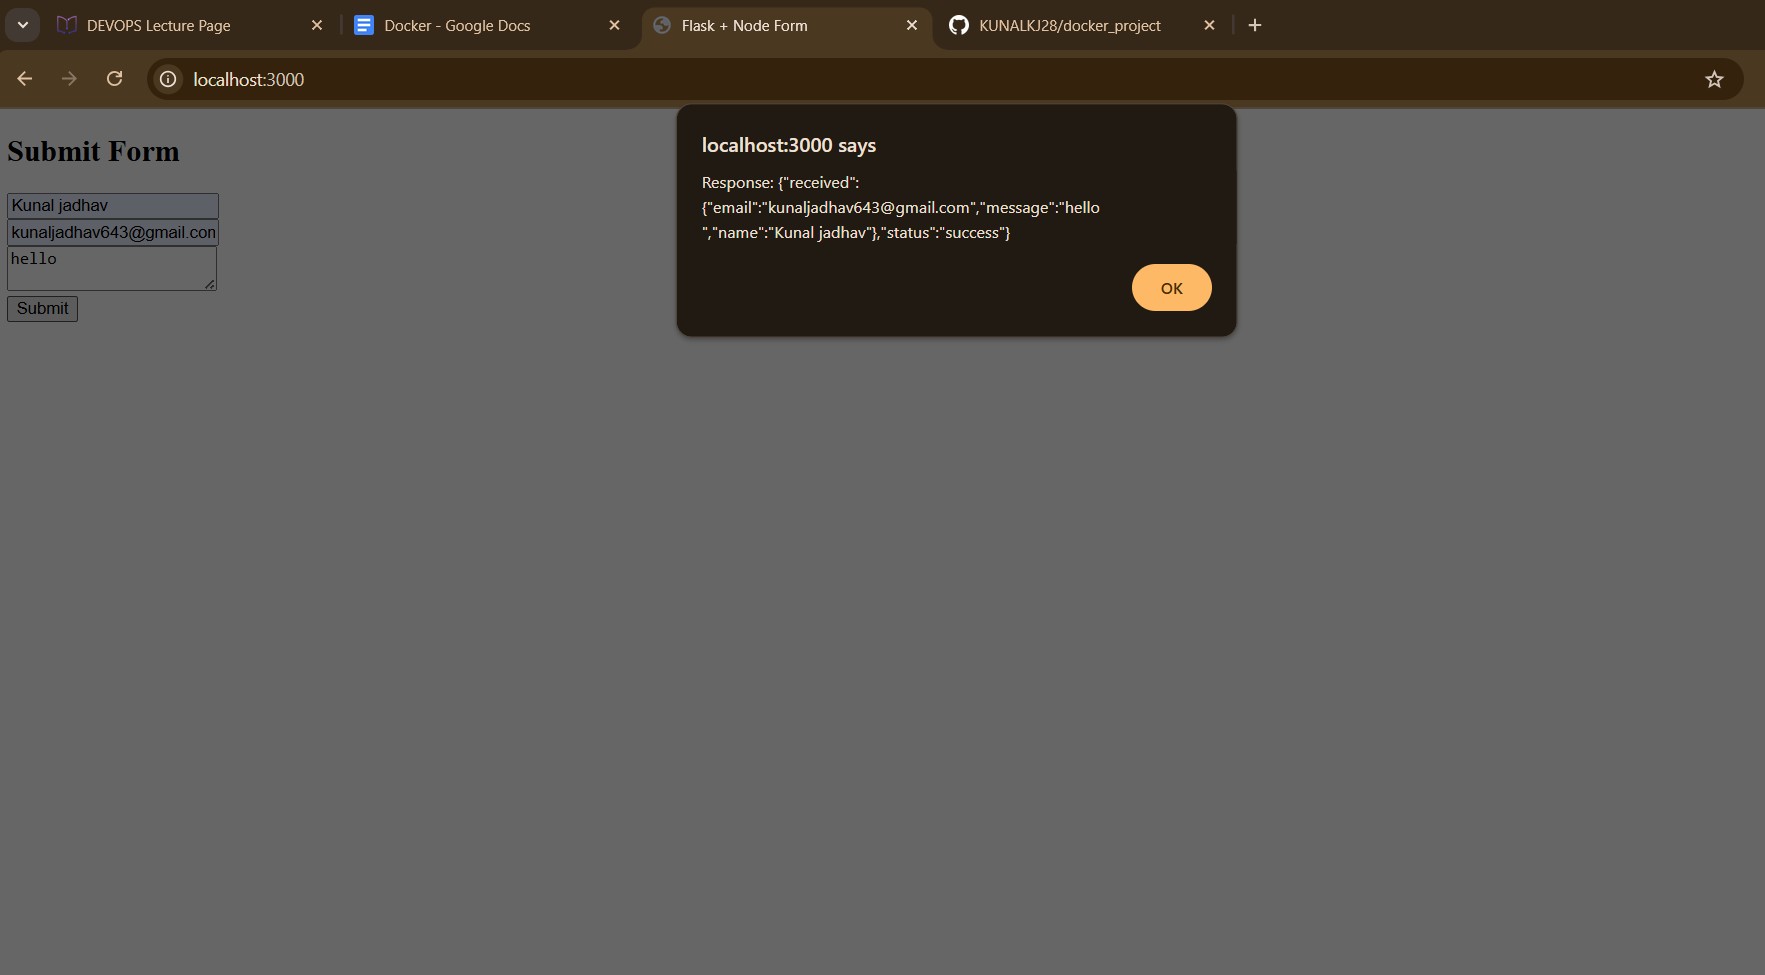 DEVOPS Lecture Page
Docker - Google Docs
Flask + Node Form
KUNALKJ28/docker_project
localhost:3000
localhost:3000 says
Response: {"received":
{"email":"kunaljadhav643@gmail.com","message":"hello
","name":"Kunal jadhav"},"status":"success"}
OK
Submit Form
Kunal jadhav
kunaljadhav643@gmail.com
hello
Submit